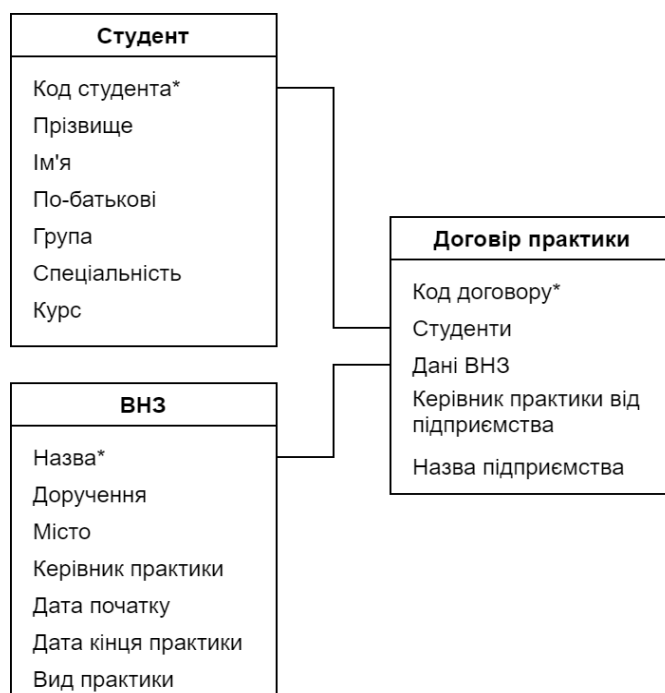 Студент
Код студента*
Прізвище
Ім'я
По-батькові
Група
Спеціальність
Курс
ВНЗ
Назва*
Доручення
Місто
Керівник практики
Дата початку
Дата кінця практики
Вид практики
Договір практики
Код договору*
Студенти
Дані ВНЗ
Керівник практики від
підприємства
Назва підприємства